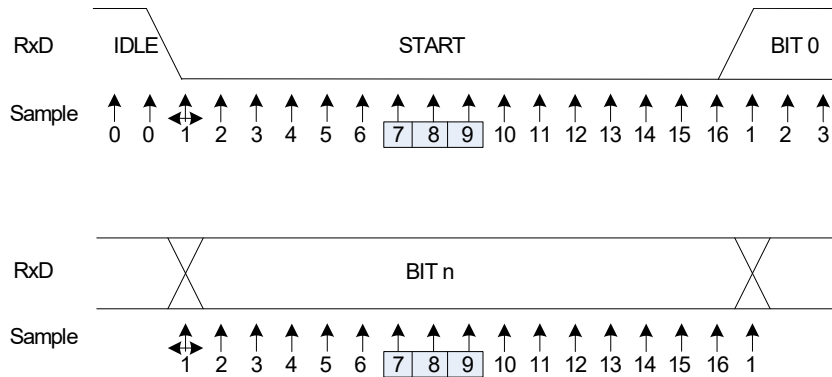 RxD IDLE START BIT 0
Sample
0 0 1 2 3 4 5 6 7 8 9 10 11 12 13 14 15 16 1 2 3
RxD BIT n
Sample
1 2 3 4 5 6 7 8 9 10 11 12 13 14 15 16 1